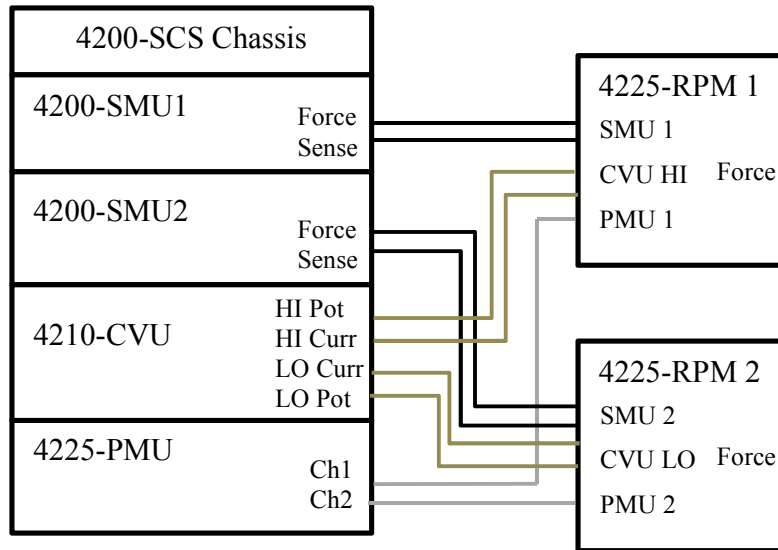 4200-SCS Chassis
4200-SMU1
Force
Sense
4200-SMU2
Force
Sense
4210-CVU
HI Pot
HI Curr
LO Curr
LO Pot
4225-PMU
Ch1
Ch2
4225-RPM 1
SMU 1
CVU HI Force
PMU 1
4225-RPM 2
SMU 2
CVU LO Force
PMU 2